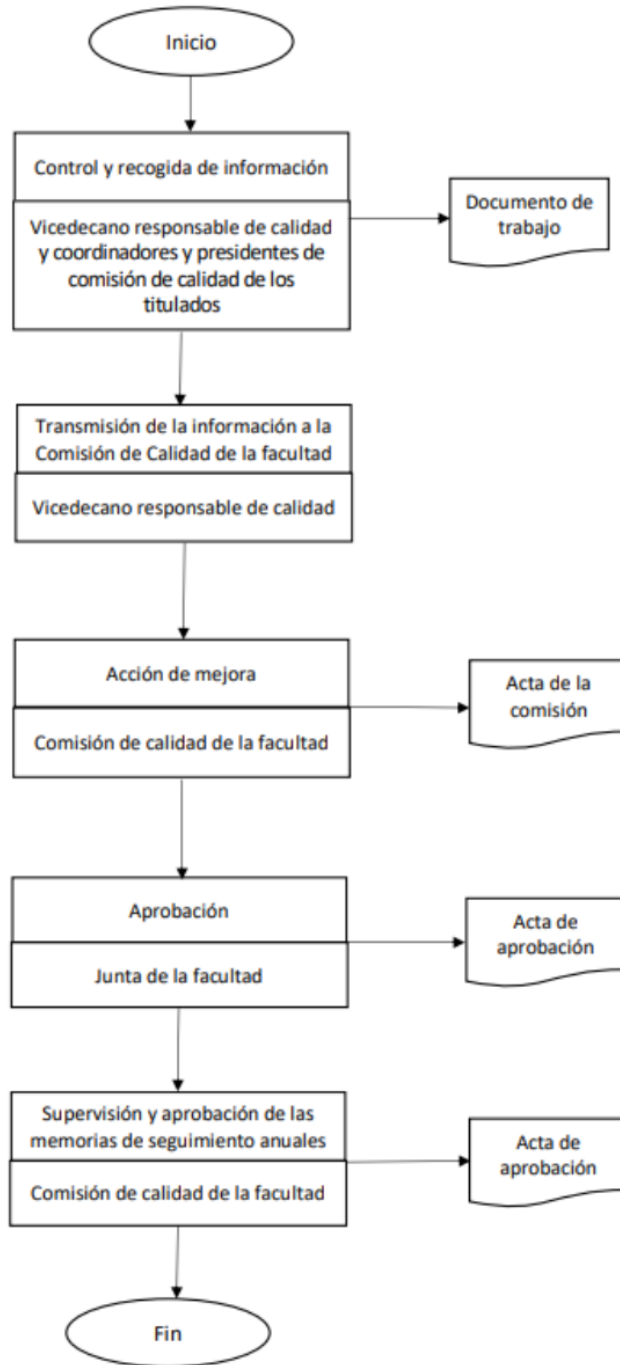 Inicio
Control y recogida de información
Vicedecano responsable de calidad
y coordinadores y presidentes de
comisión de calidad de los
titulados
Documento de
trabajo
Transmisión de la información a la
Comisión de Calidad de la facultad
Vicedecano responsable de calidad
Acción de mejora
Comisión de calidad de la facultad
Acta de la
comisión
Aprobación
Junta de la facultad
Acta de
aprobación
Supervisión y aprobación de las
memorias de seguimiento anuales
Comisión de calidad de la facultad
Acta de
aprobación
Fin